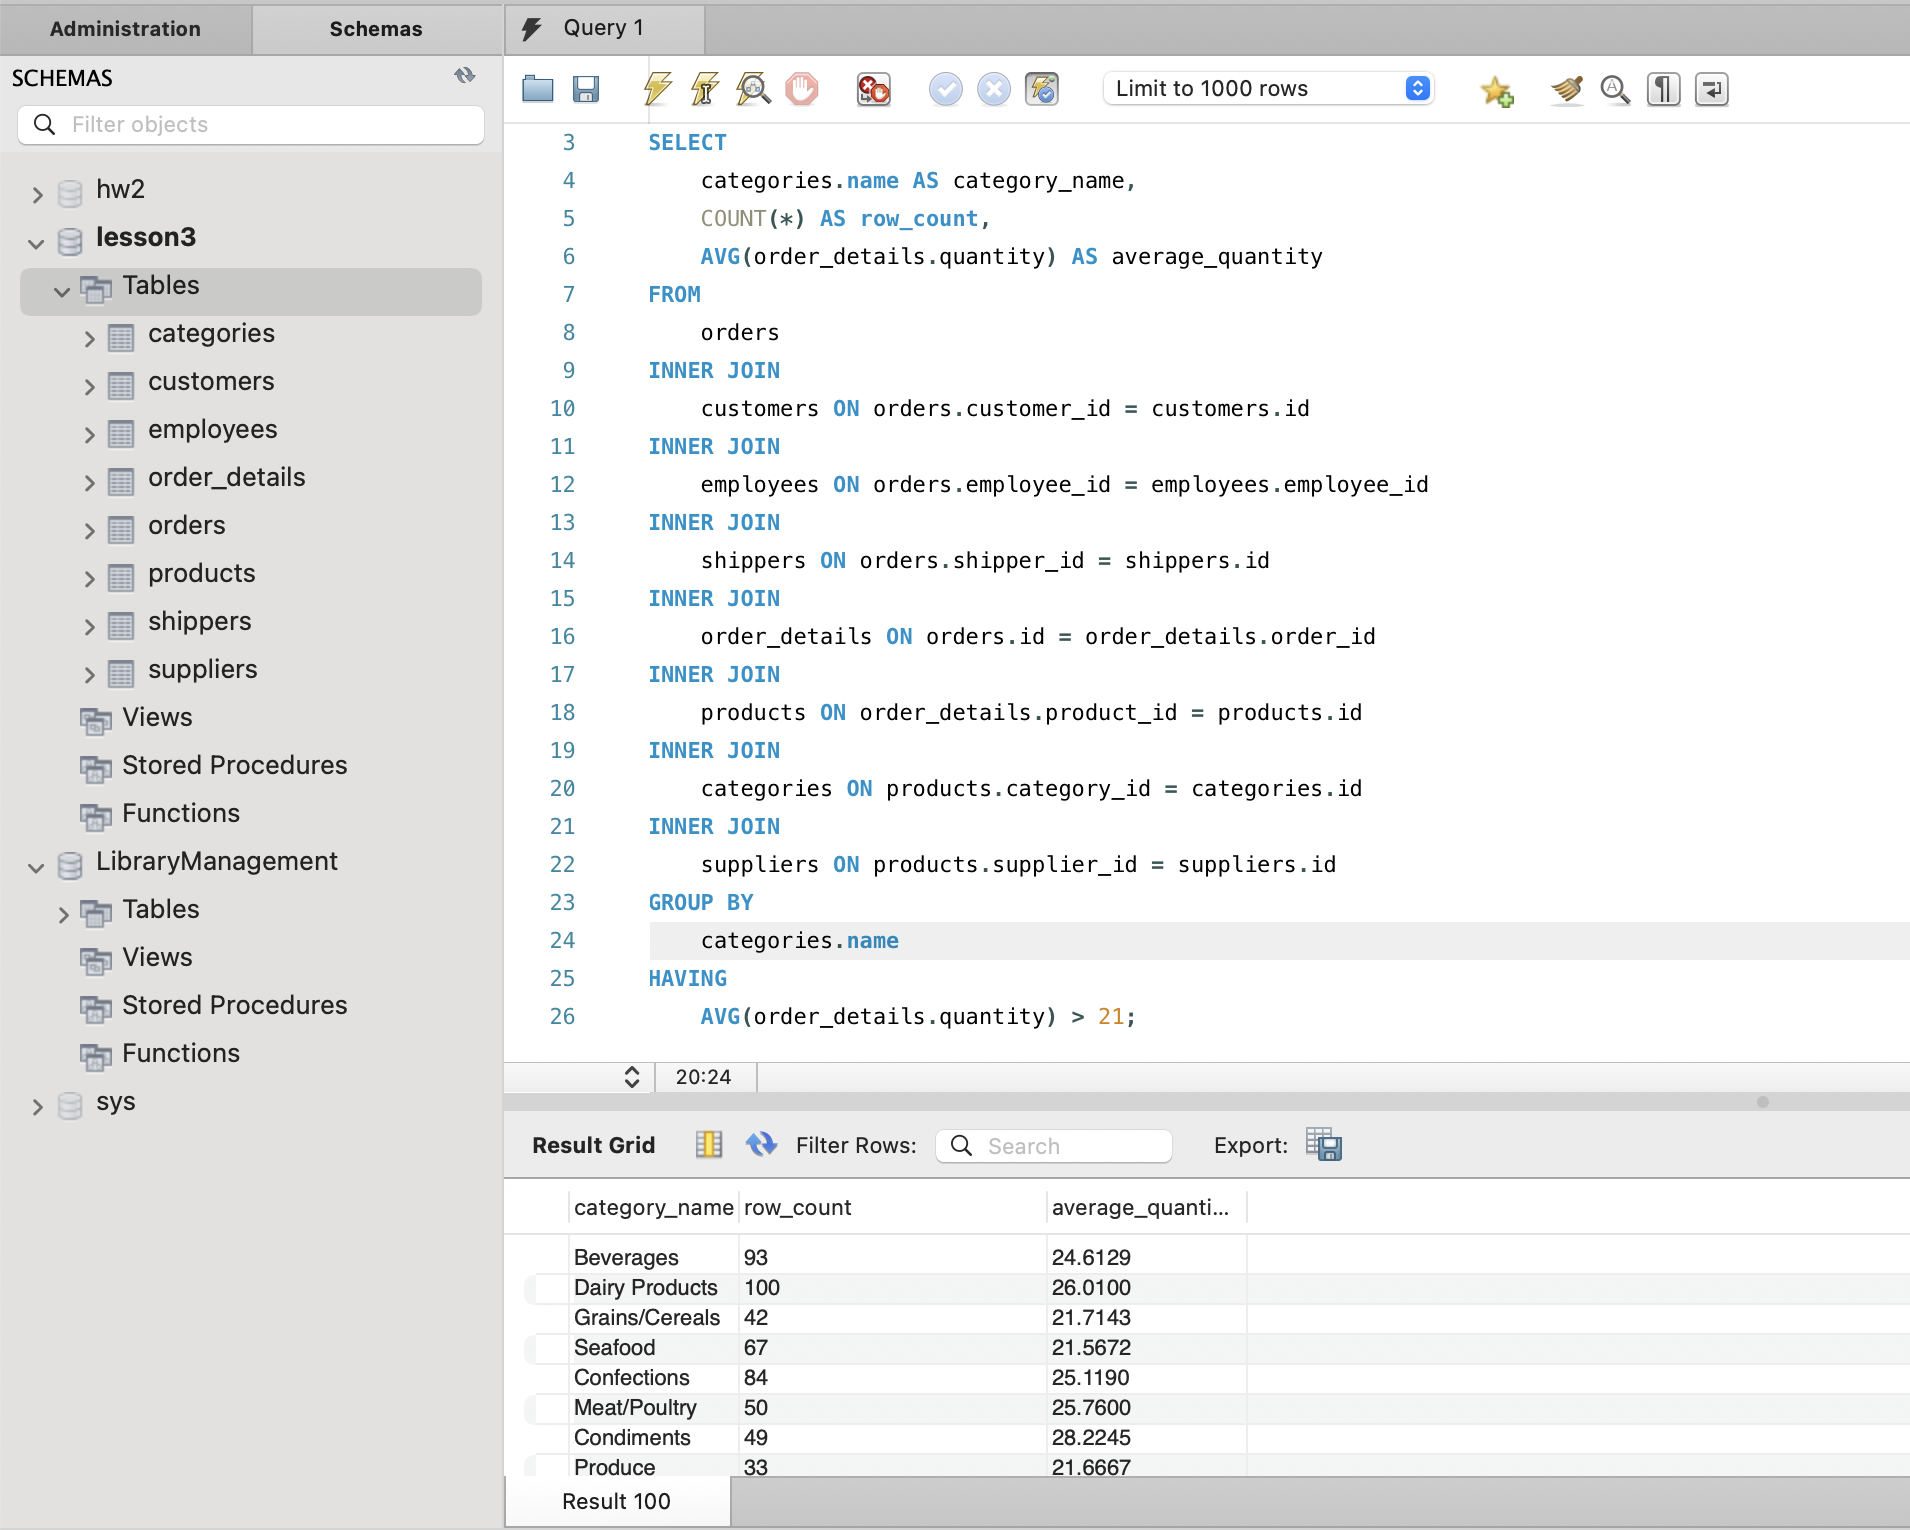 Administration
Schemas
Query 1
SCHEMAS
Filter objects
Limit to 1000 rows
hw2
lesson3
Tables
categories
customers
employees
order_details
orders
products
shippers
suppliers
Views
Stored Procedures
Functions
LibraryManagement
Tables
Views
Stored Procedures
Functions
sys
3 SELECT
4 categories.name AS category_name,
5 COUNT(*) AS row_count,
6 AVG(order_details.quantity) AS average_quantity
7 FROM
8 orders
9 INNER JOIN
10 customers ON orders.customer_id = customers.id
11 INNER JOIN
12 employees ON orders.employee_id = employees.employee_id
13 INNER JOIN
14 shippers ON orders.shipper_id = shippers.id
15 INNER JOIN
16 order_details ON orders.id = order_details.order_id
17 INNER JOIN
18 products ON order_details.product_id = products.id
19 INNER JOIN
20 categories ON products.category_id = categories.id
21 INNER JOIN
22 suppliers ON products.supplier_id = suppliers.id
23 GROUP BY
24 categories.name
25 HAVING
26 AVG(order_details.quantity) > 21;
20:24
Result Grid Filter Rows: Search Export:
category_name row_count average_quanti...
Beverages 93 24.6129
Dairy Products 100 26.0100
Grains/Cereals 42 21.7143
Seafood 67 21.5672
Confections 84 25.1190
Meat/Poultry 50 25.7600
Condiments 49 28.2245
Produce 33 21.6667
Result 100